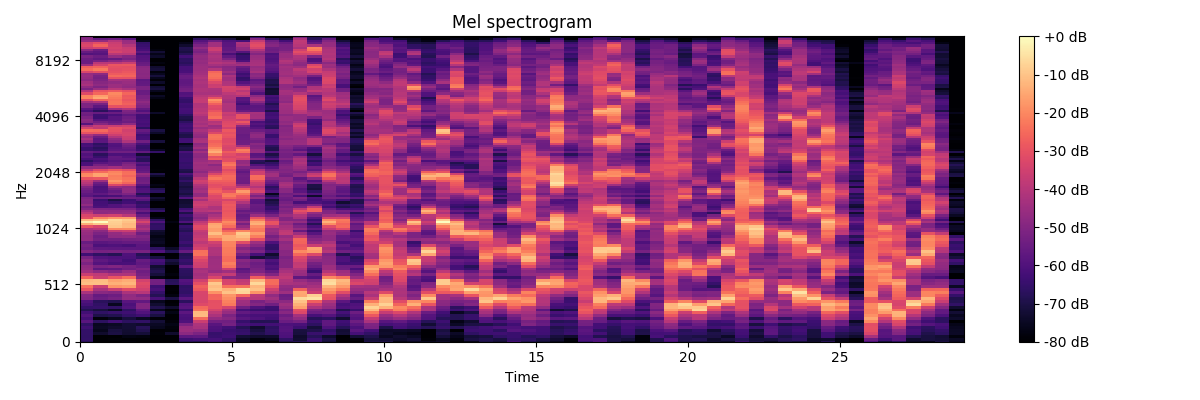 Mel spectrogram
+0 dB
8192
-10 dB
-20 dB
4096
-30 dB
2048
-40 dB
Hz
1024
-50 dB
-60 dB
512
-70 dB
0
-80 dB
0 5 10 15 20 25
Time